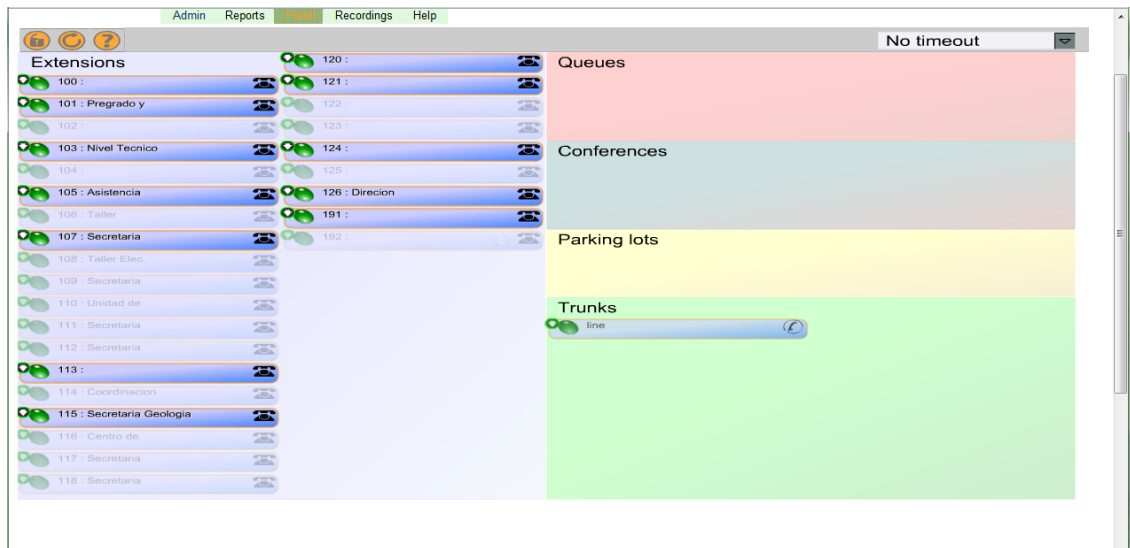 Admin Reports Panel Recordings Help
No timeout
Extensions
100 :
101 : Pregrado y
102 :
103 : Nivel Tecnico
104 :
105 : Asistencia
106 : Taller
107 : Secretaria
108 : Taller Elec.
109 : Secretaria
110 : Unidad de
111 : Secretaria
112 : Secretaria
113 :
114 : Coordinacion
115 : Secretaria Geologia
116 : Centro de
117 : Secretaria
118 : Secretaria
120 :
121 :
122 :
123 :
124 :
125 :
126 : Direcion
191 :
192 :
Queues
Conferences
Parking lots
Trunks
line